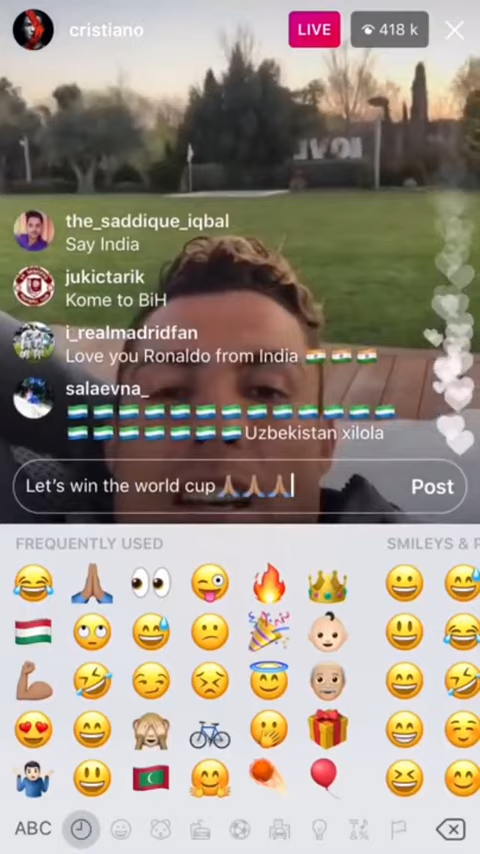 cristiano LIVE 418 k
the_saddique_iqbal
Say India
jukictarik
Kome to BiH
i_realmadridfan
Love you Ronaldo from India 🇮🇳 🇮🇳 🇮🇳
salaevna_
🇸🇱🇸🇱🇸🇱🇸🇱🇸🇱🇸🇱🇸🇱🇸🇱🇸🇱🇸🇱🇸🇱🇸🇱🇸🇱
🇸🇱🇸🇱🇸🇱🇸🇱🇸🇱🇸🇱🇸🇱Uzbekistan xilola
Let's win the world cup🙏🏽🙏🏽🙏🏽 Post
FREQUENTLY USED SMILEYS & P
ABC